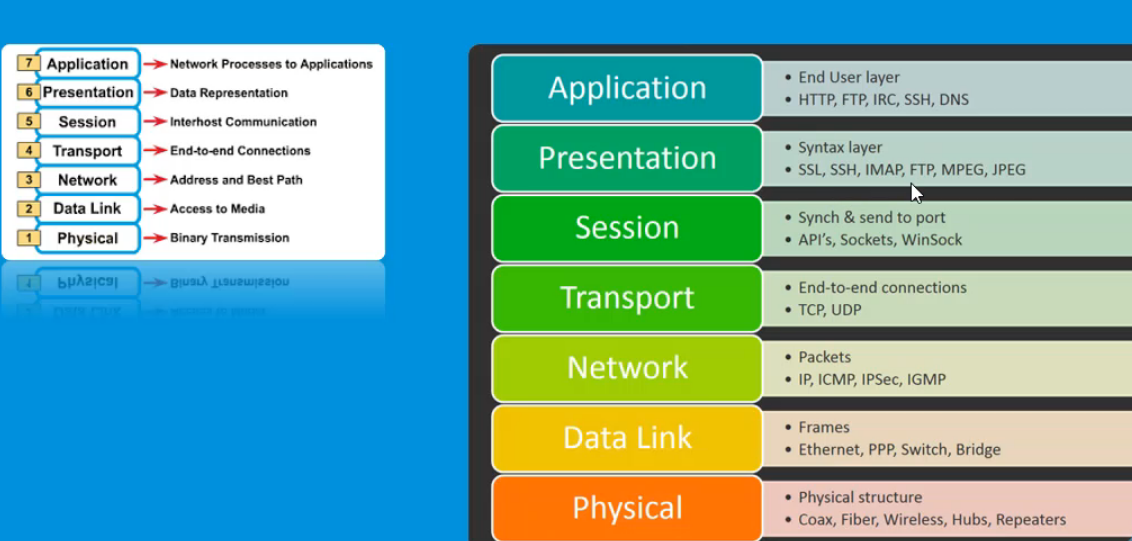 7 Application Network Processes to Applications
6 Presentation Data Representation
5 Session Interhost Communication
4 Transport End-to-end Connections
3 Network Address and Best Path
2 Data Link Access to Media
1 Physical Binary Transmission
1 Physical Binary Transmission
Application
• End User layer
• HTTP, FTP, IRC, SSH, DNS
Presentation
• Syntax layer
• SSL, SSH, IMAP, FTP, MPEG, JPEG
Session
• Synch & send to port
• API's, Sockets, WinSock
Transport
• End-to-end connections
• TCP, UDP
Network
• Packets
• IP, ICMP, IPSec, IGMP
Data Link
• Frames
• Ethernet, PPP, Switch, Bridge
Physical
• Physical structure
• Coax, Fiber, Wireless, Hubs, Repeaters